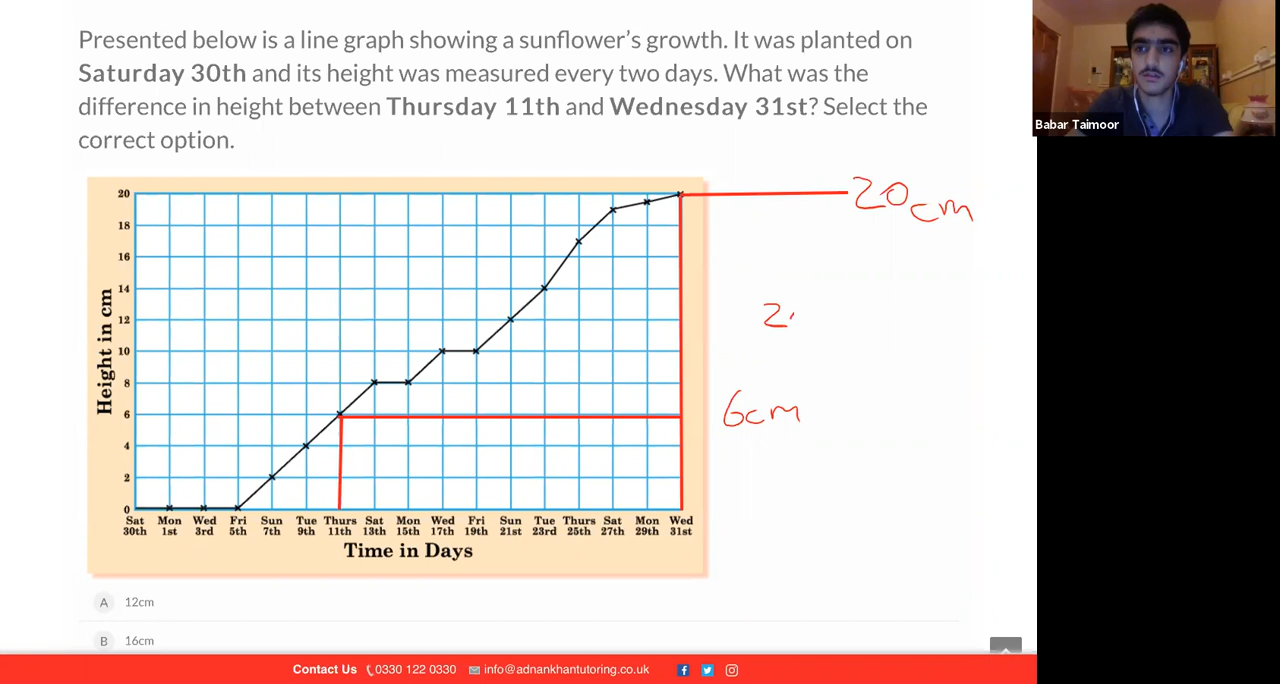 Presented below is a line graph showing a sunflower's growth. It was planted on
Saturday 30th and its height was measured every two days. What was the
difference in height between Thursday 11th and Wednesday 31st? Select the
correct option.
Babar Taimoor
20
18
16
14
12
10
8
6
4
2
0
Height in cm
20cm
2
6cm
Sat Mon Wed Fri Sun Tue Thurs Sat Mon Wed Fri Sun Tue Thurs Sat Mon Wed
30th 1st 3rd 5th 7th 9th 11th 13th 15th 17th 19th 21st 23rd 25th 27th 29th 31st
Time in Days
A 12cm
B 16cm
Contact Us 0330 122 0330 info@adnankhantutoring.co.uk